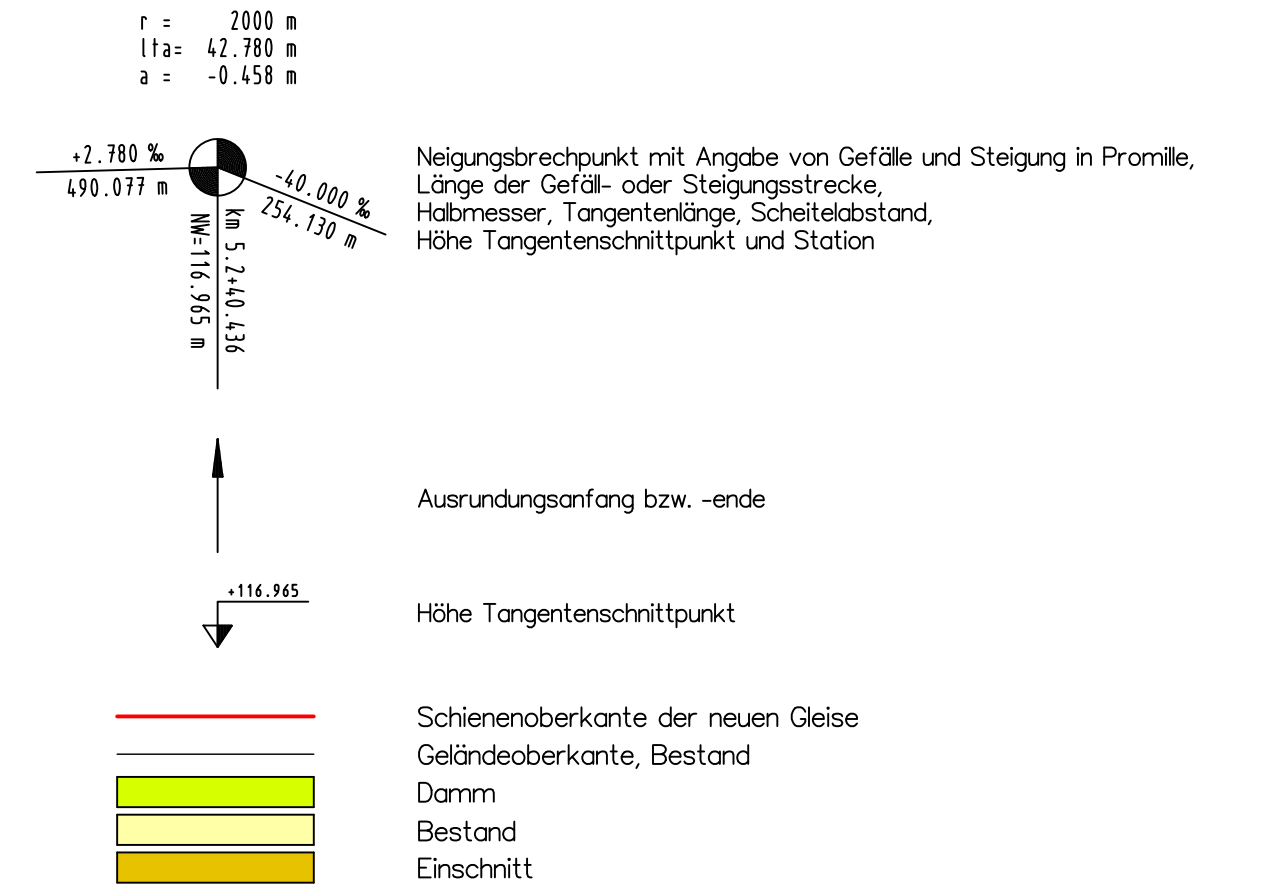 r = 2000 m
lta= 42.780 m
a = -0.458 m
+2.780 ‰
490.077 m
-40.000 ‰
254.130 m
NW=116.965 m
km 5.2+40.436
Neigungsbrechpunkt mit Angabe von Gefälle und Steigung in Promille,
Länge der Gefäll- oder Steigungsstrecke,
Halbmesser, Tangentenlänge, Scheitelabstand,
Höhe Tangentenschnittpunkt und Station
Ausrundungsanfang bzw. -ende
+116.965
Höhe Tangentenschnittpunkt
Schienenoberkante der neuen Gleise
Geländeoberkante, Bestand
Damm
Bestand
Einschnitt